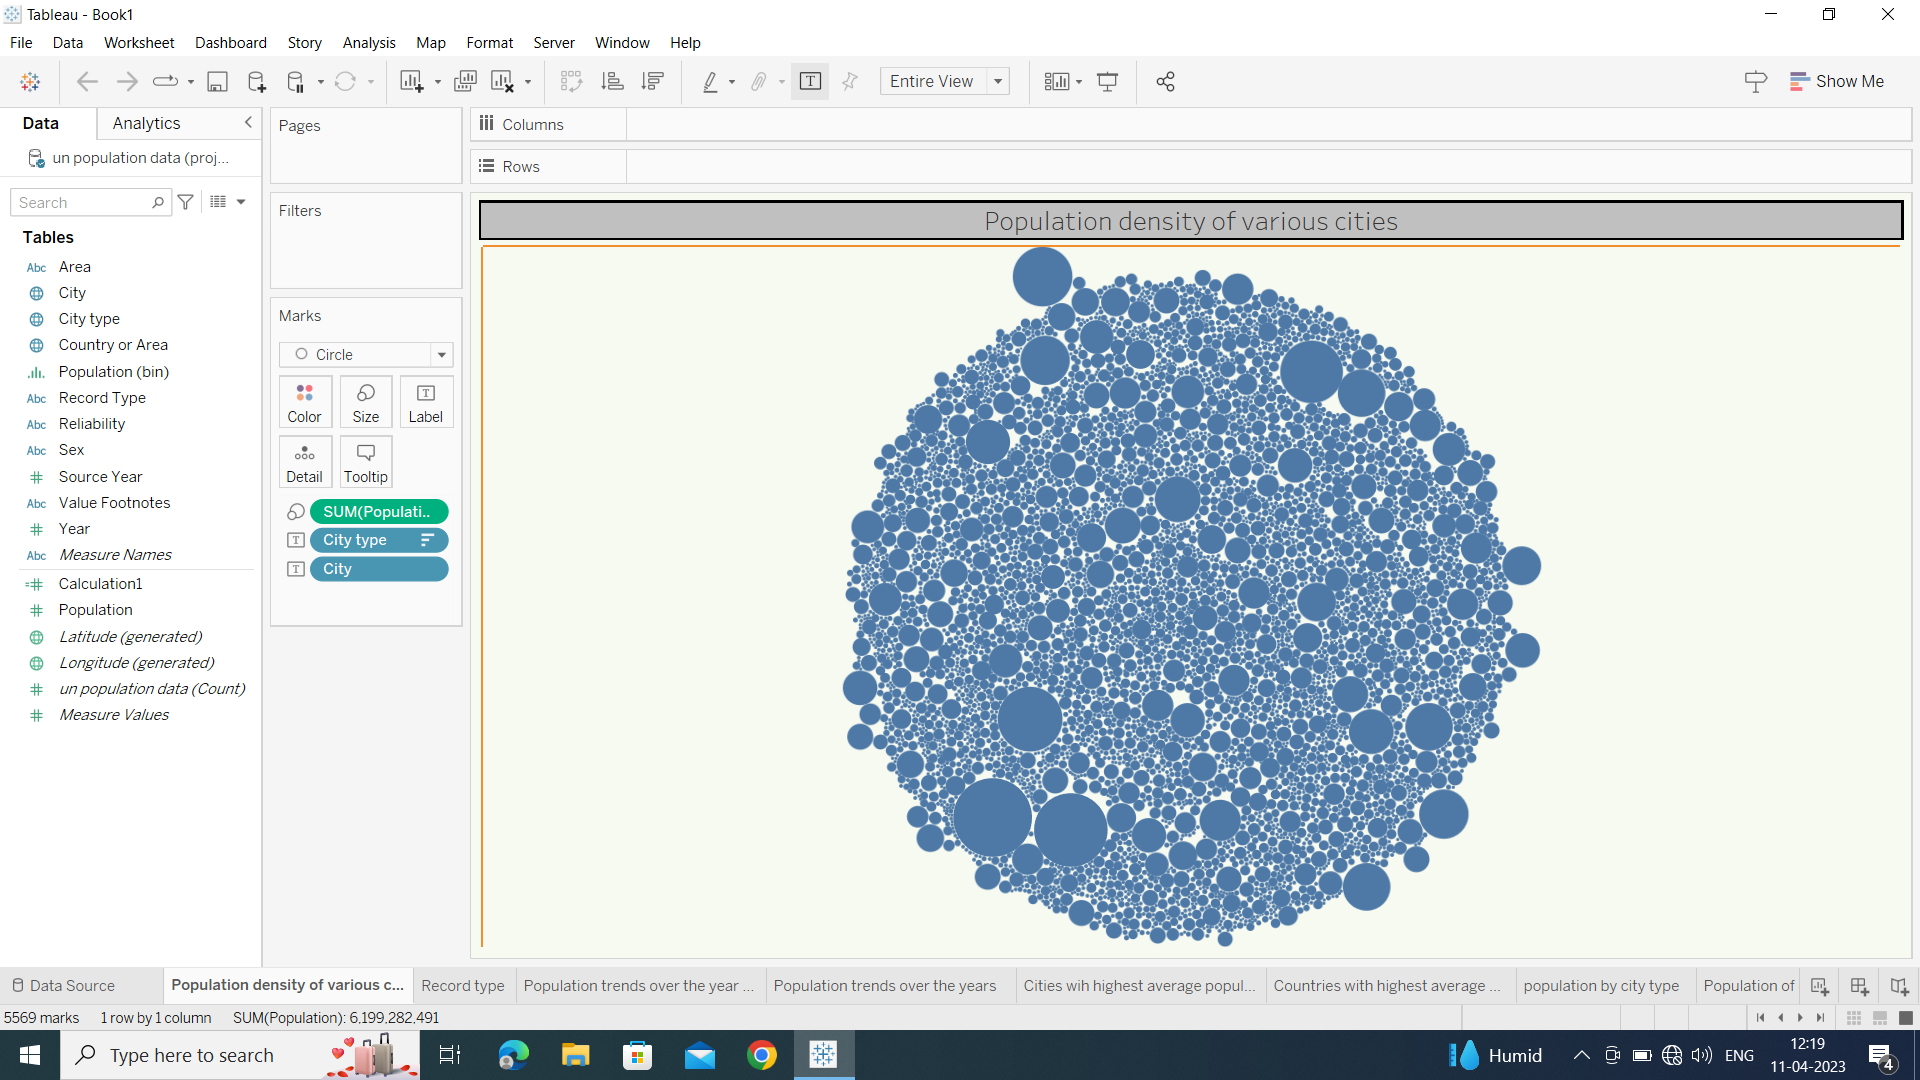 Tableau - Book1
File Data Worksheet Dashboard Story Analysis Map Format Server Window Help
T Entire View Show Me
Data Analytics
un population data (proj...
Search
Tables
Abc Area
City
City type
Country or Area
Population (bin)
Abc Record Type
Abc Reliability
Abc Sex
# Source Year
Abc Value Footnotes
# Year
Abc Measure Names
=# Calculation1
# Population
Latitude (generated)
Longitude (generated)
# un population data (Count)
# Measure Values
Pages
Filters
Marks
Circle
Color Size T Label
Detail Tooltip
SUM(Populati..
T City type
T City
Columns
Rows
Population density of various cities
Data Source Population density of various c... Record type Population trends over the year ... Population trends over the years Cities wih highest average popul... Countries with highest average ... population by city type Population of
5569 marks 1 row by 1 column SUM(Population): 6,199,282,491
Type here to search
Humid
ENG
12:19
11-04-2023
4